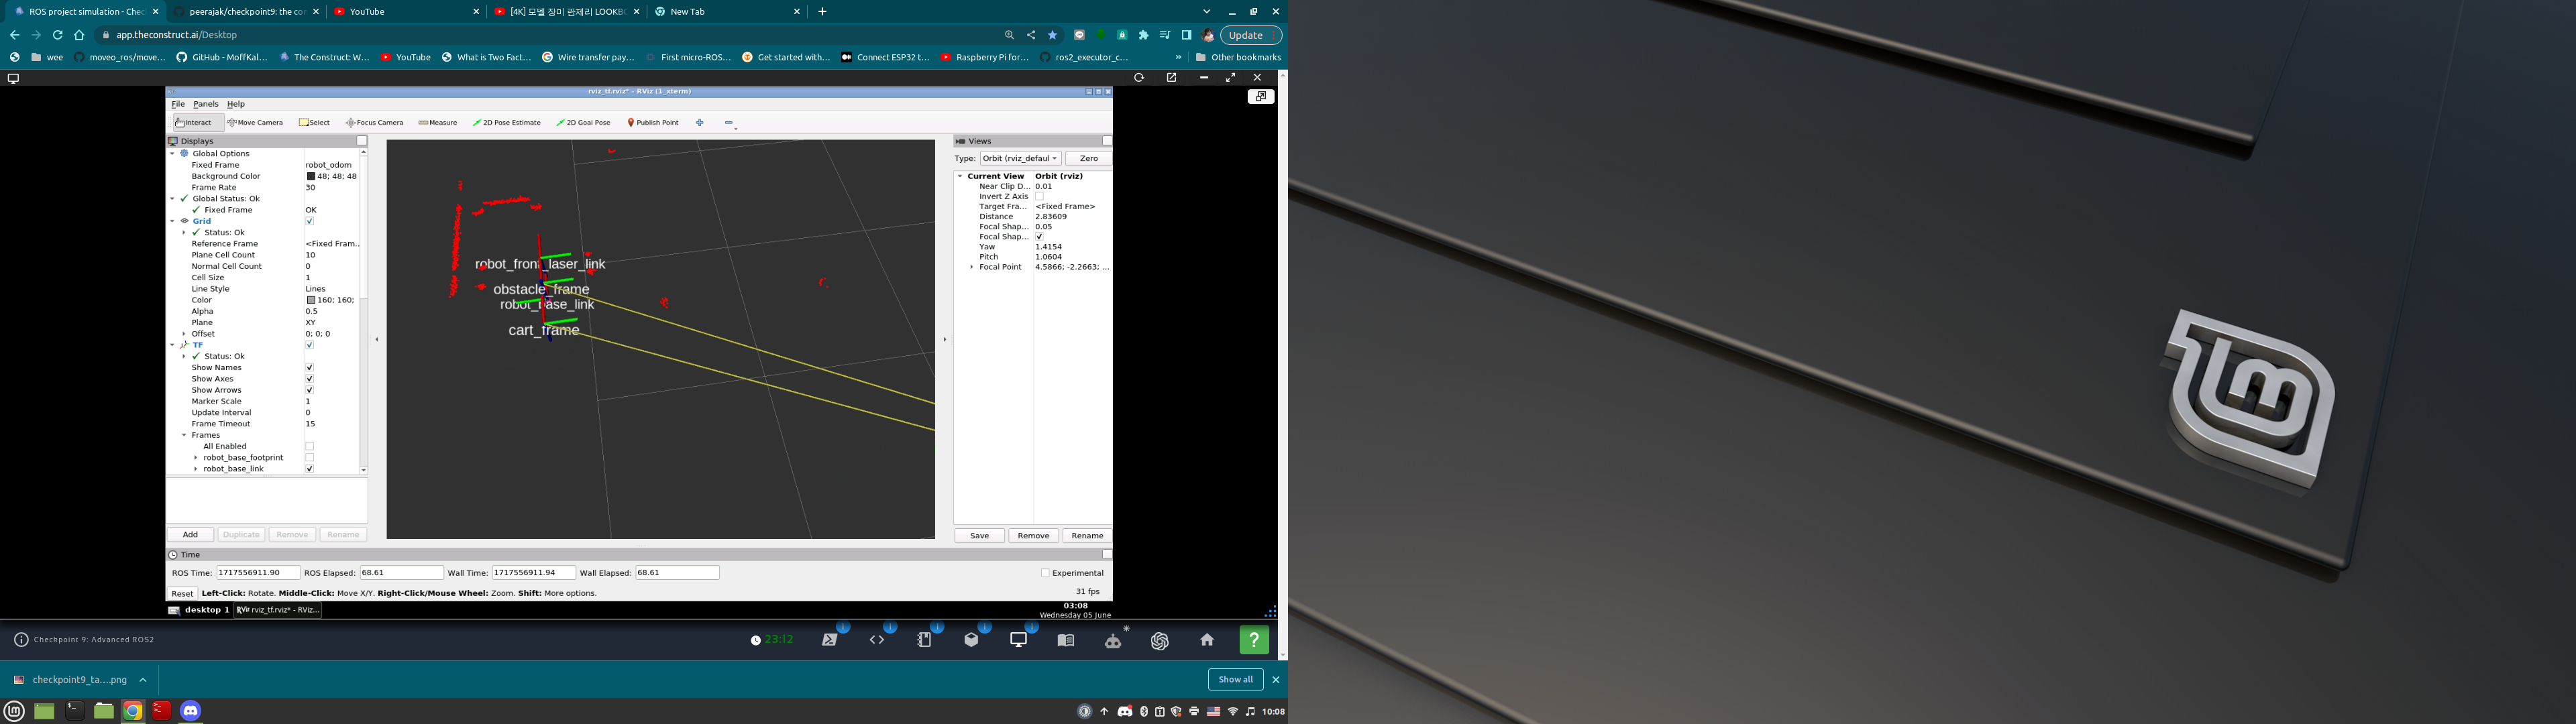 ROS project simulation - Chec
peerajak/checkpoint9: the cor
YouTube
[4K] 모델 장미 란제리 LOOKBO
New Tab
app.theconstruct.ai/Desktop
Update
wee
moveo_ros/move...
GitHub - MoffKal...
The Construct: W...
YouTube
What is Two Fact...
Wire transfer pay...
First micro-ROS...
Get started with...
Connect ESP32 t...
Raspberry Pi for...
ros2_executor_c...
»
Other bookmarks
rviz_tf.rviz* - RViz (1_xterm)
File Panels Help
Interact Move Camera Select Focus Camera Measure 2D Pose Estimate 2D Goal Pose Publish Point
Displays
Global Options
Fixed Frame robot_odom
Background Color 48; 48; 48
Frame Rate 30
Global Status: Ok
Fixed Frame OK
Grid
Status: Ok
Reference Frame <Fixed Fram...
Plane Cell Count 10
Normal Cell Count 0
Cell Size 1
Line Style Lines
Color 160; 160;
Alpha 0.5
Plane XY
Offset 0; 0; 0
TF
Status: Ok
Show Names
Show Axes
Show Arrows
Marker Scale 1
Update Interval 0
Frame Timeout 15
Frames
All Enabled
robot_base_footprint
robot_base_link
Add Duplicate Remove Rename
robot_front_laser_link
obstacle_frame
robot_base_link
cart_frame
Views
Type: Orbit (rviz_defaul Zero
Current View Orbit (rviz)
Near Clip D... 0.01
Invert Z Axis
Target Fra... <Fixed Frame>
Distance 2.83609
Focal Shap... 0.05
Focal Shap...
Yaw 1.4154
Pitch 1.0604
Focal Point 4.5866; -2.2663; ...
Save Remove Rename
Time
ROS Time: 1717556911.90 ROS Elapsed: 68.61 Wall Time: 1717556911.94 Wall Elapsed: 68.61 Experimental
Reset Left-Click: Rotate. Middle-Click: Move X/Y. Right-Click/Mouse Wheel: Zoom. Shift: More options. 31 fps
desktop 1 rviz_tf.rviz* - RViz...
03:08
Wednesday 05 June
Checkpoint 9: Advanced ROS2
23:12
?
checkpoint9_ta....png
Show all
10:08